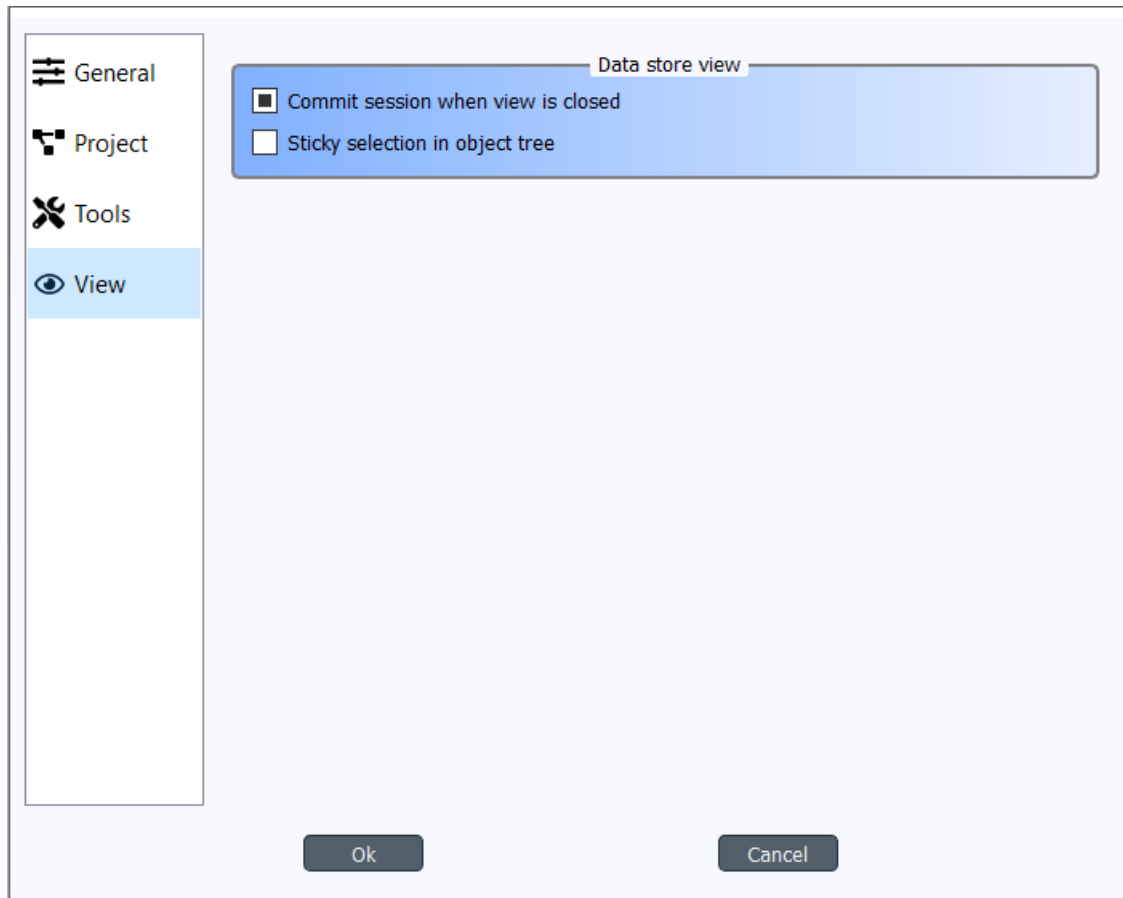 General
Project
Tools
View
Data store view
Commit session when view is closed
Sticky selection in object tree
Ok
Cancel